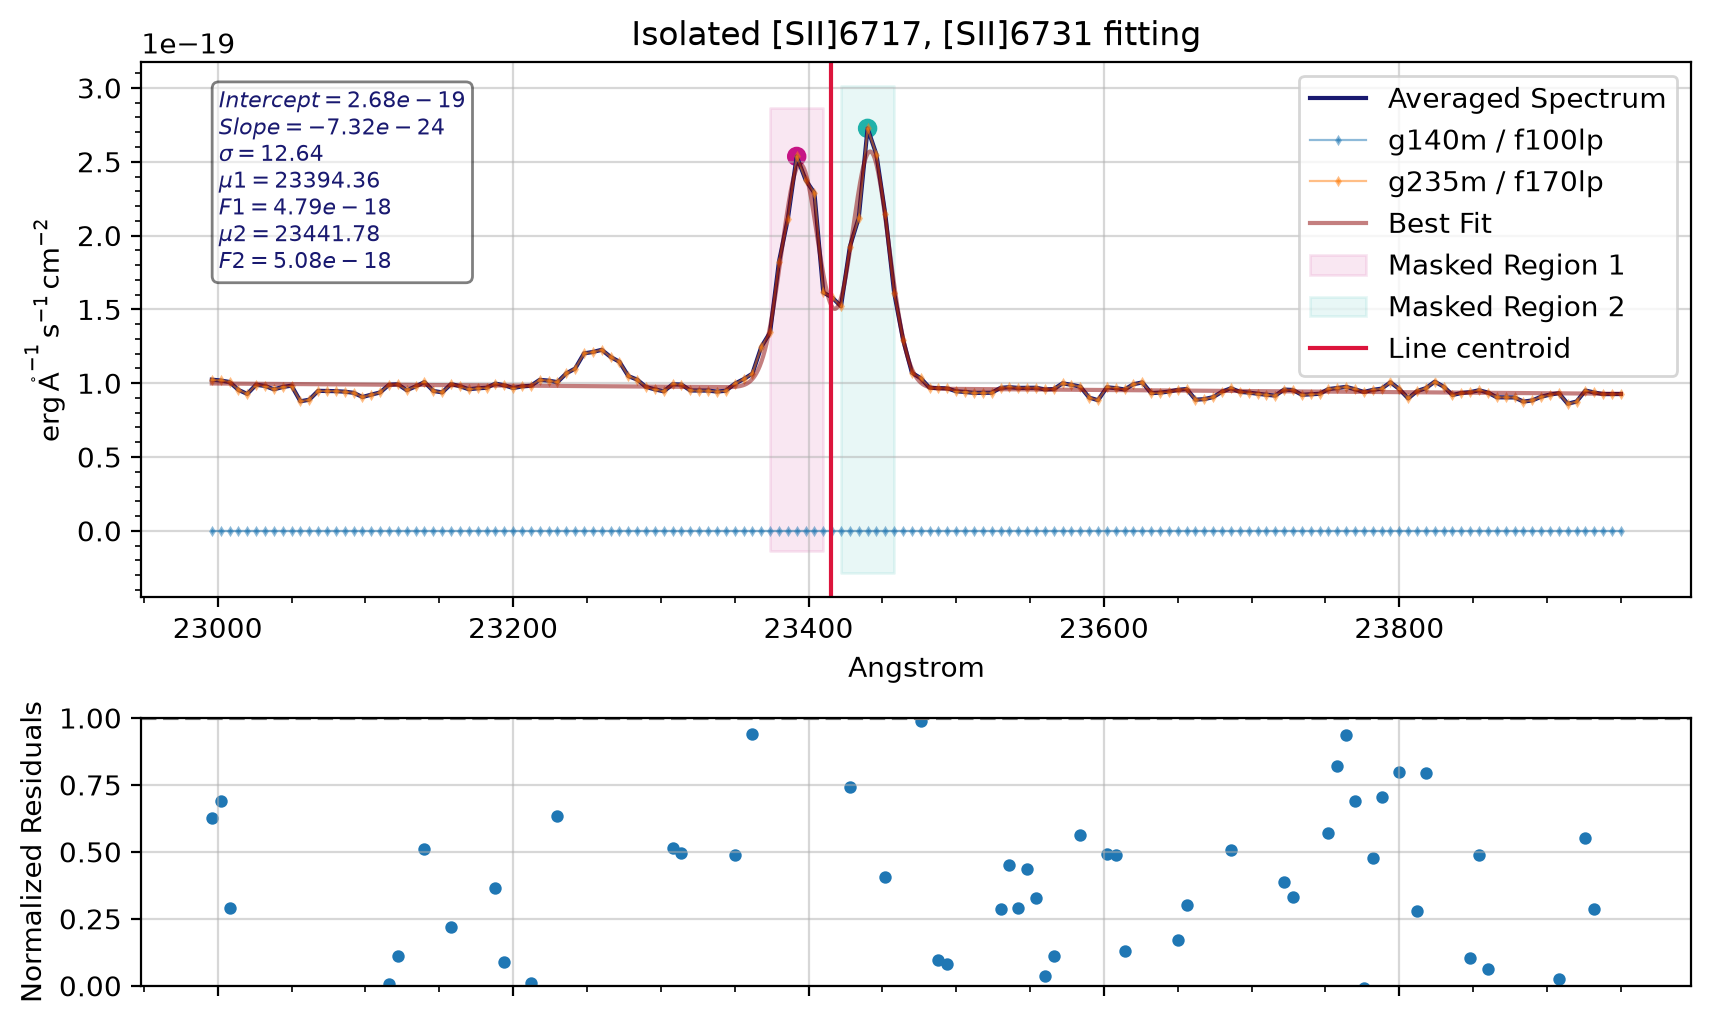 Isolated [SII]6717, [SII]6731 fitting
1e−19
Intercept = 2.68e − 19
Slope = −7.32e − 24
σ = 12.64
μ1 = 23394.36
F1 = 4.79e − 18
μ2 = 23441.78
F2 = 5.08e − 18
Averaged Spectrum
g140m / f100lp
g235m / f170lp
Best Fit
Masked Region 1
Masked Region 2
Line centroid
3.0
2.5
2.0
1.5
1.0
0.5
0.0
erg Å⁻¹ s⁻¹ cm⁻²
23000 23200 23400 23600 23800
Angstrom
1.00
0.75
0.50
0.25
0.00
Normalized Residuals